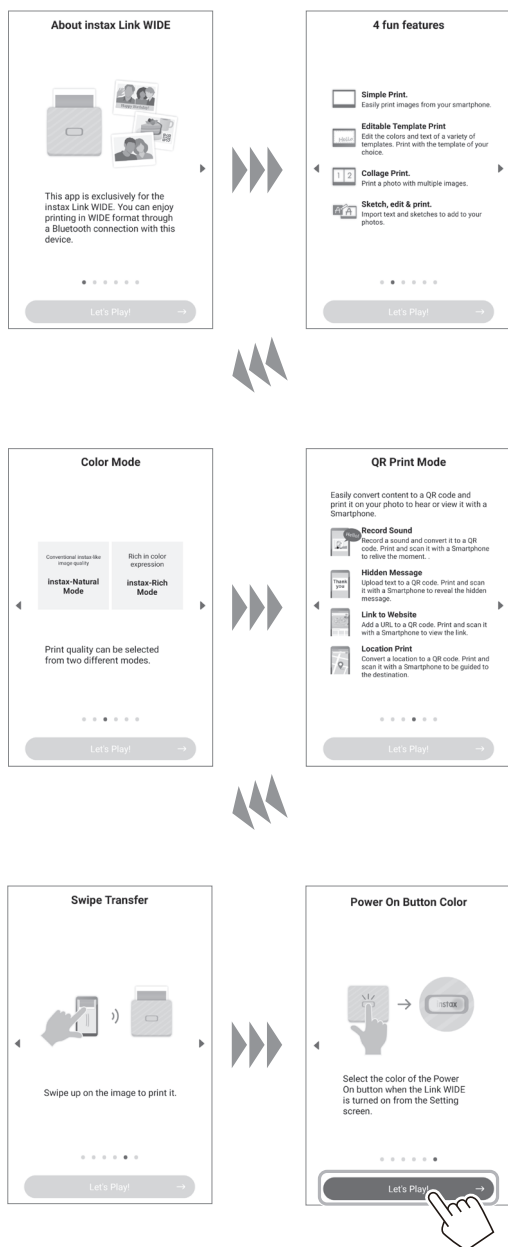 About instax Link WIDE
This app is exclusively for the
instax Link WIDE. You can enjoy
printing in WIDE format through
a Bluetooth connection with this
device.
Let's Play!
4 fun features
Simple Print.
Easily print images from your smartphone.
Editable Template Print
Hello
Edit the colors and text of a variety of
templates. Print with the template of your
choice.
1 2
Collage Print.
Print a photo with multiple images.
Sketch, edit & print.
Import text and sketches to add to your
photos.
Let's Play!
Color Mode
Conventional instax-like
image quality
instax-Natural
Mode
Rich in color
expression
instax-Rich
Mode
Print quality can be selected
from two different modes.
Let's Play!
QR Print Mode
Easily convert content to a QR code and
print it on your photo to hear or view it with a
Smartphone.
Hello!
Record Sound
Record a sound and convert it to a QR
code. Print and scan it with a Smartphone
to relive the moment. .
Thank
you
Hidden Message
Upload text to a QR code. Print and scan
it with a Smartphone to reveal the hidden
message.
Link to Website
Add a URL to a QR code. Print and scan it
with a Smartphone to view the link.
Location Print
Convert a location to a QR code. Print and
scan it with a Smartphone to be guided to
the destination.
Let's Play!
Swipe Transfer
Swipe up on the image to print it.
Let's Play!
Power On Button Color
instax
Select the color of the Power
On button when the Link WIDE
is turned on from the Setting
screen.
Let's Play!